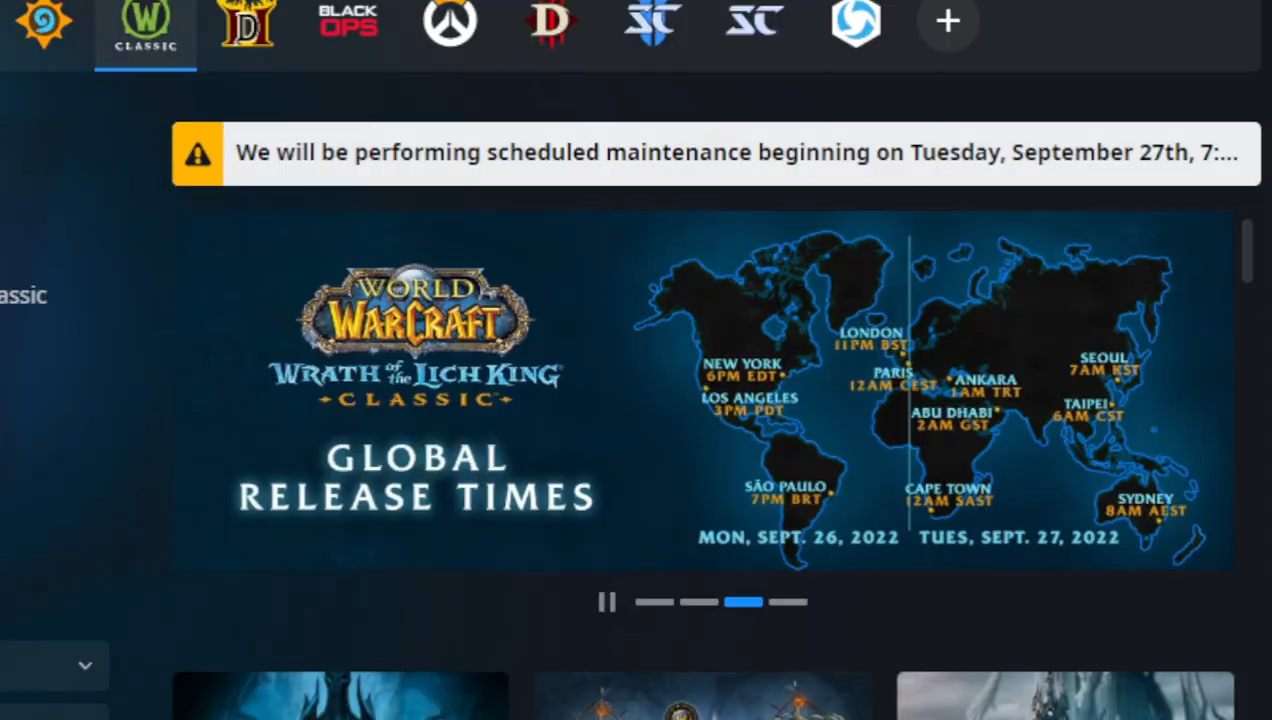 CLASSIC
BLACK
OPS
We will be performing scheduled maintenance beginning on Tuesday, September 27th, 7:...
assic
WORLD
WARCRAFT
WRATH of the LICH KING
CLASSIC
GLOBAL
RELEASE TIMES
LONDON
11PM BST
NEW YORK
6PM EDT
PARIS
12AM CEST
ANKARA
1AM TRT
SEOUL
7AM KST
LOS ANGELES
3PM PDT
ABU DHABI
2AM GST
TAIPEI
6AM CST
SÃO PAULO
7PM BRT
CAPE TOWN
12AM SAST
SYDNEY
8AM AEST
MON, SEPT. 26, 2022
TUES, SEPT. 27, 2022